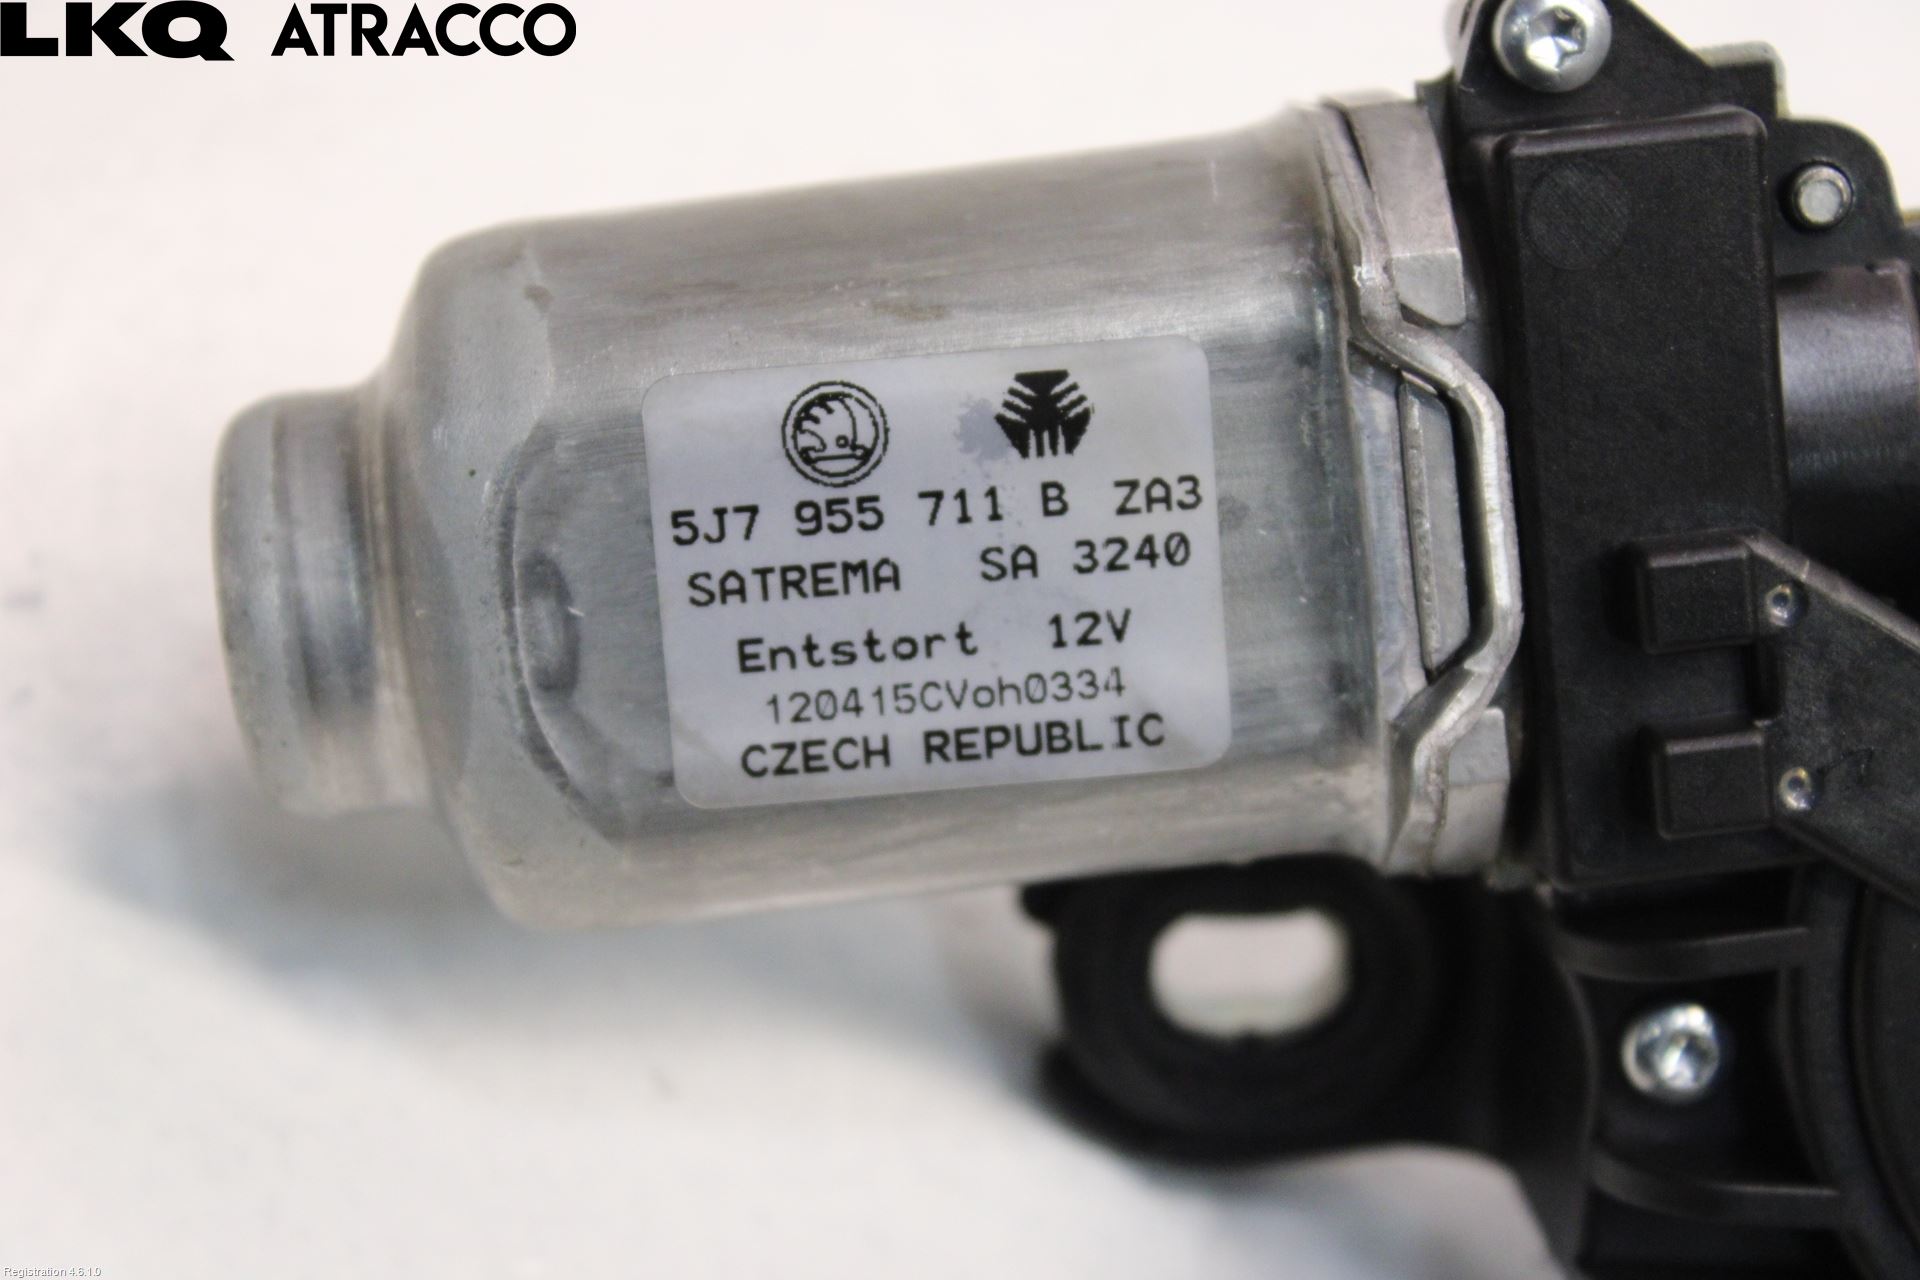 LKQ ATRACCO
5J7 955 711 B ZA3
SATREMA SA 3240
Entstort 12V
120415CVoh0334
CZECH REPUBLIC
Registration 4.6.1.0